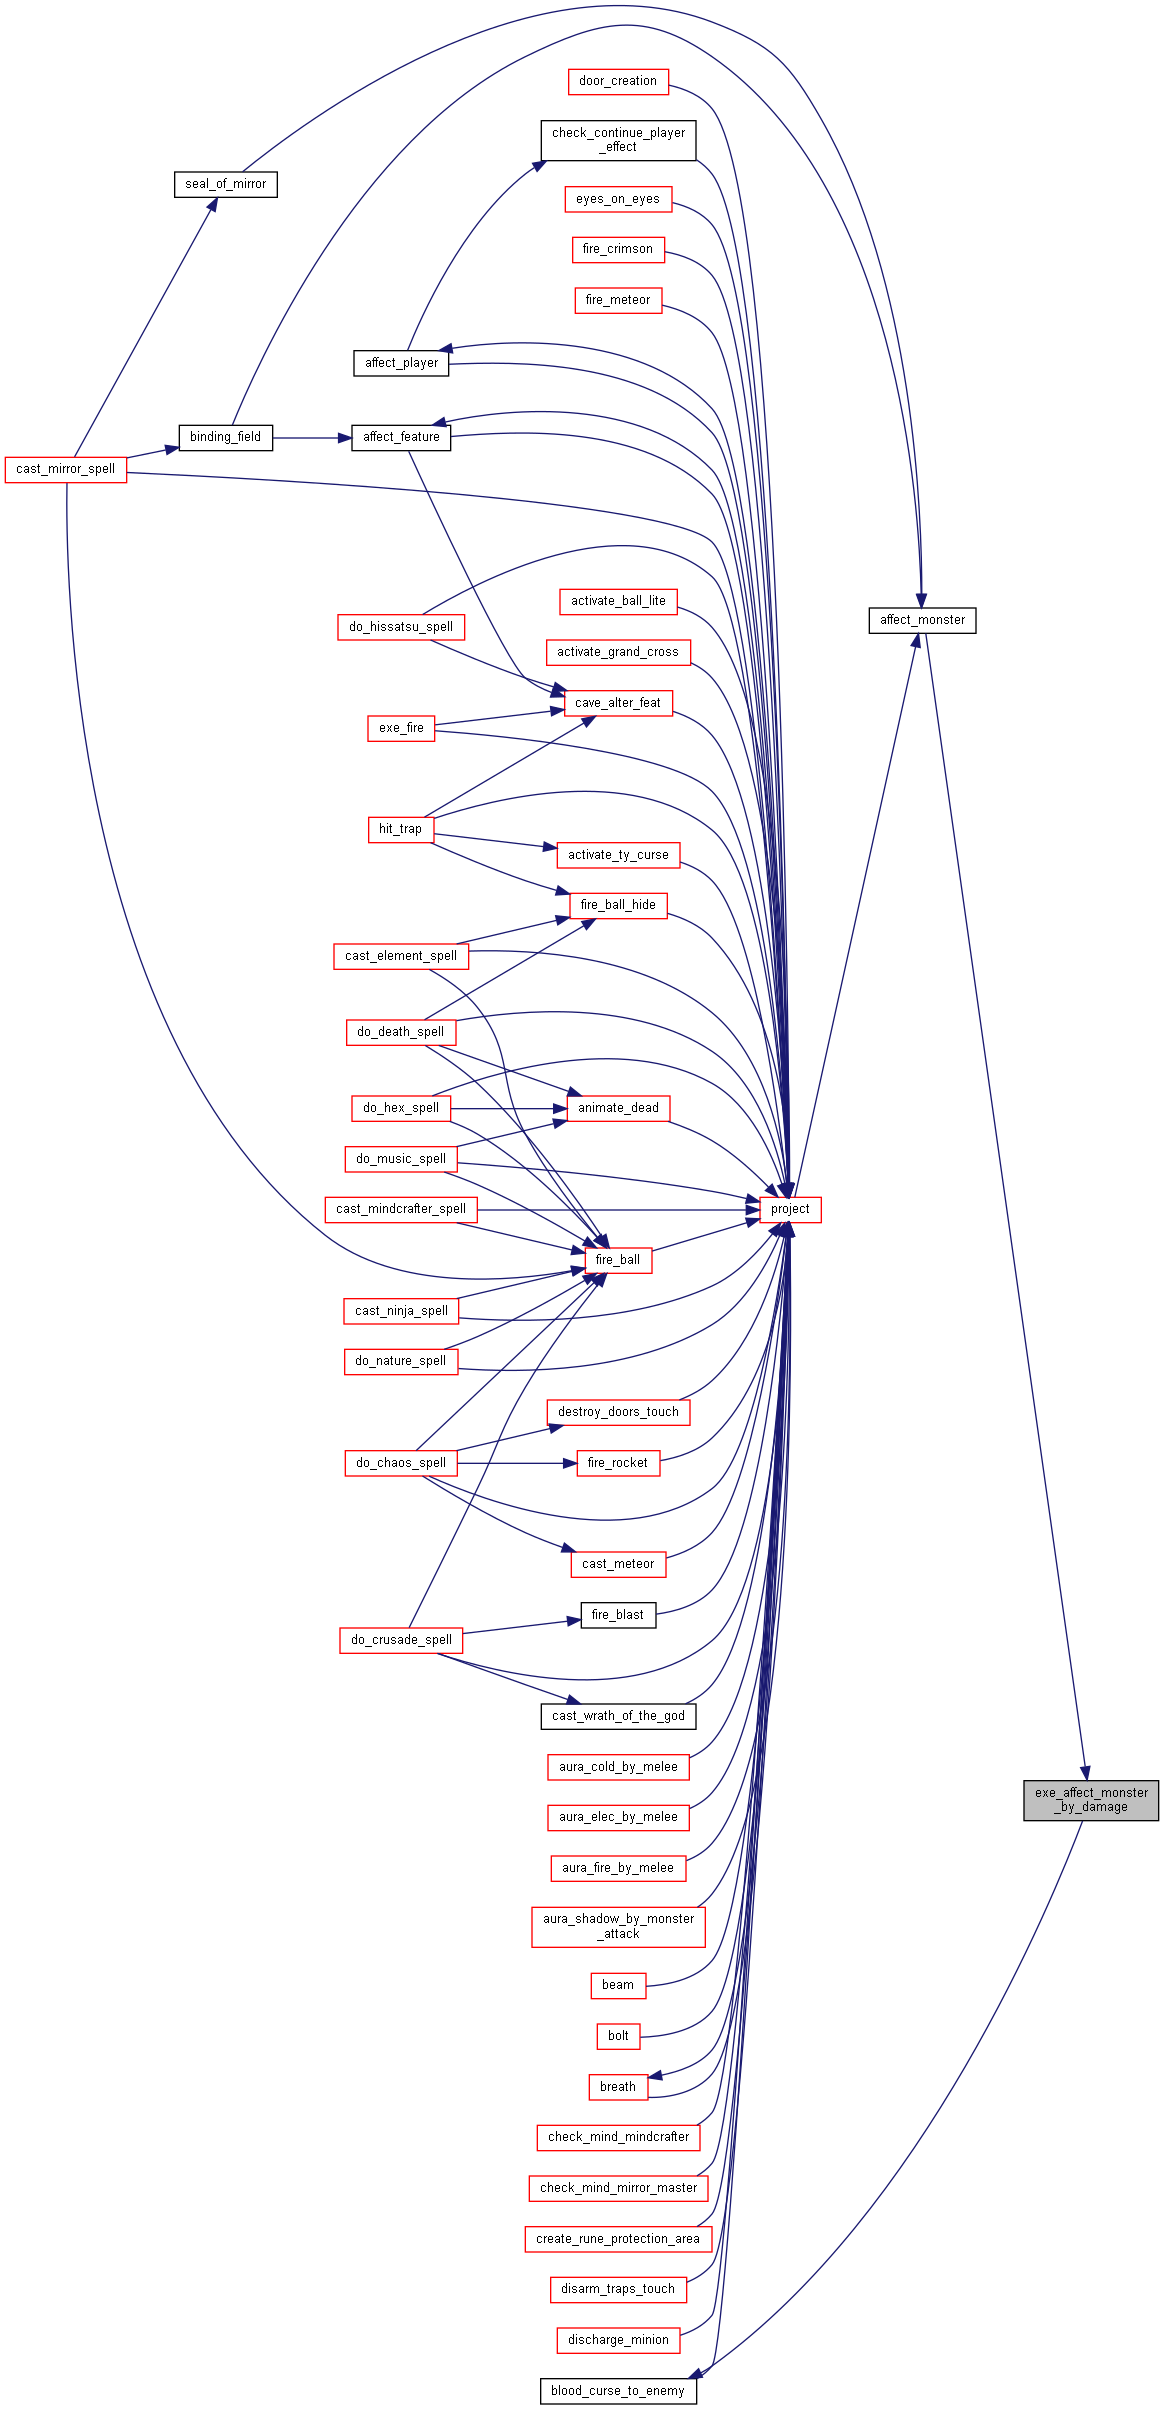 door_creation
check_continue_player
_effect
seal_of_mirror
eyes_on_eyes
fire_crimson
fire_meteor
affect_player
binding_field
affect_feature
cast_mirror_spell
activate_ball_lite
affect_monster
do_hissatsu_spell
activate_grand_cross
cave_alter_feat
exe_fire
hit_trap
activate_ty_curse
fire_ball_hide
cast_element_spell
do_death_spell
do_hex_spell
animate_dead
do_music_spell
cast_mindcrafter_spell
project
fire_ball
cast_ninja_spell
do_nature_spell
destroy_doors_touch
do_chaos_spell
fire_rocket
cast_meteor
fire_blast
do_crusade_spell
cast_wrath_of_the_god
aura_cold_by_melee
exe_affect_monster
_by_damage
aura_elec_by_melee
aura_fire_by_melee
aura_shadow_by_monster
_attack
beam
bolt
breath
check_mind_mindcrafter
check_mind_mirror_master
create_rune_protection_area
disarm_traps_touch
discharge_minion
blood_curse_to_enemy